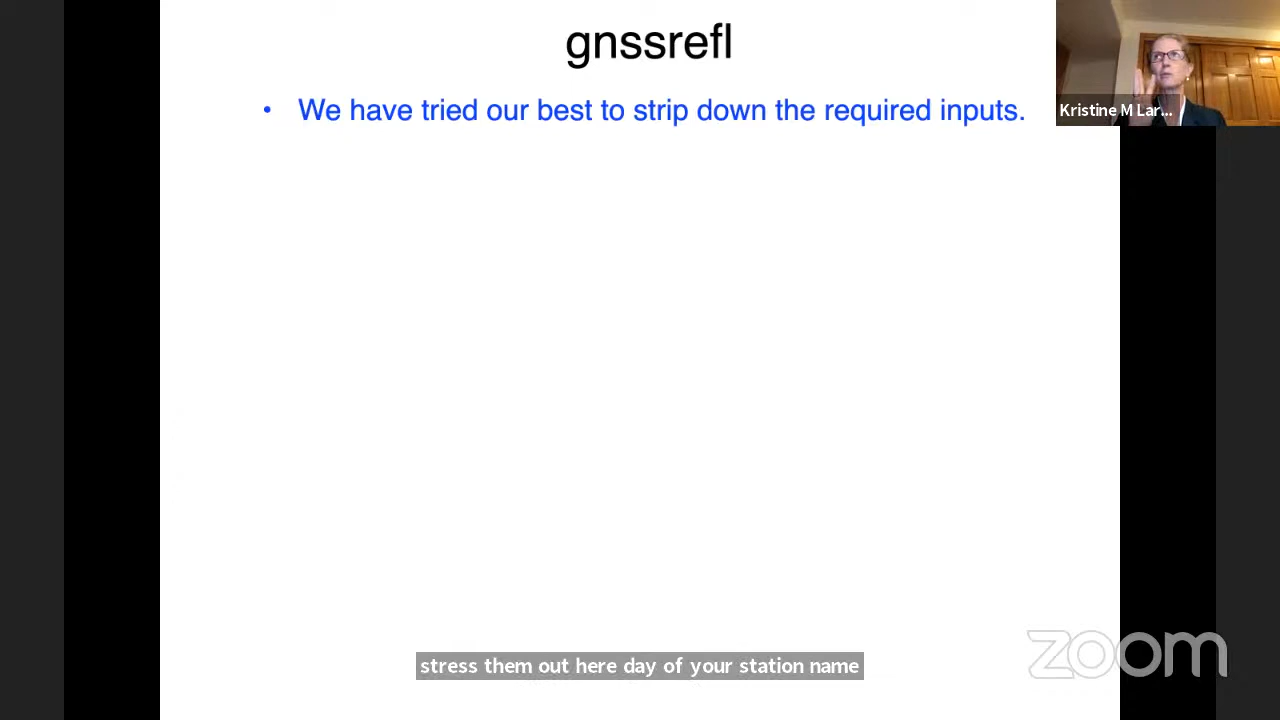 gnssrefl
• We have tried our best to strip down the required inputs.
Kristine M Lar...
stress them out here day of your station name
zoom